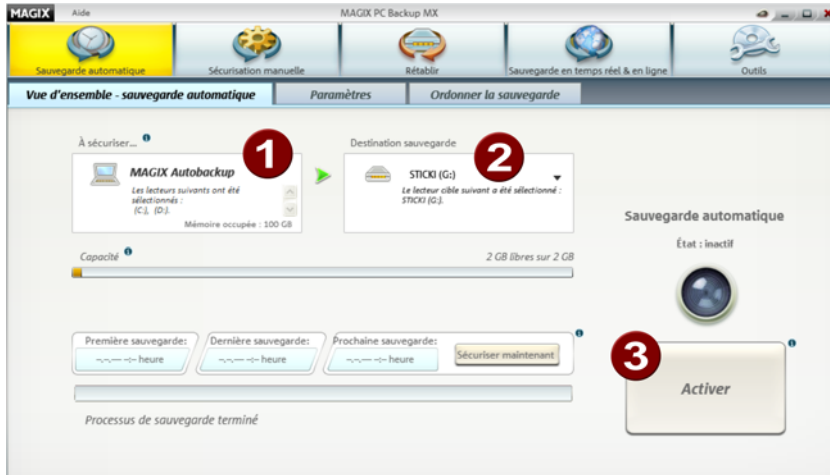 MAGIX Aide MAGIX PC Backup MX
Sauvegarde automatique Sécurisation manuelle Rétablir Sauvegarde en temps réel & en ligne Outils
Vue d'ensemble - sauvegarde automatique Paramètres Ordonner la sauvegarde
À sécuriser...
1
MAGIX Autobackup
Les lecteurs suivants ont été
sélectionnés :
(C:), (D:).
Mémoire occupée : 100 GB
Destination sauvegarde
2
STICKI (G:)
Le lecteur cible suivant a été sélectionné :
STICKI (G:).
Capacité 2 GB libres sur 2 GB
Sauvegarde automatique
État : inactif
Première sauvegarde: Dernière sauvegarde: Prochaine sauvegarde:
-.-.-- -:- heure -.-.-- -:- heure -.-.-- -:- heure Sécuriser maintenant
Processus de sauvegarde terminé
3
Activer